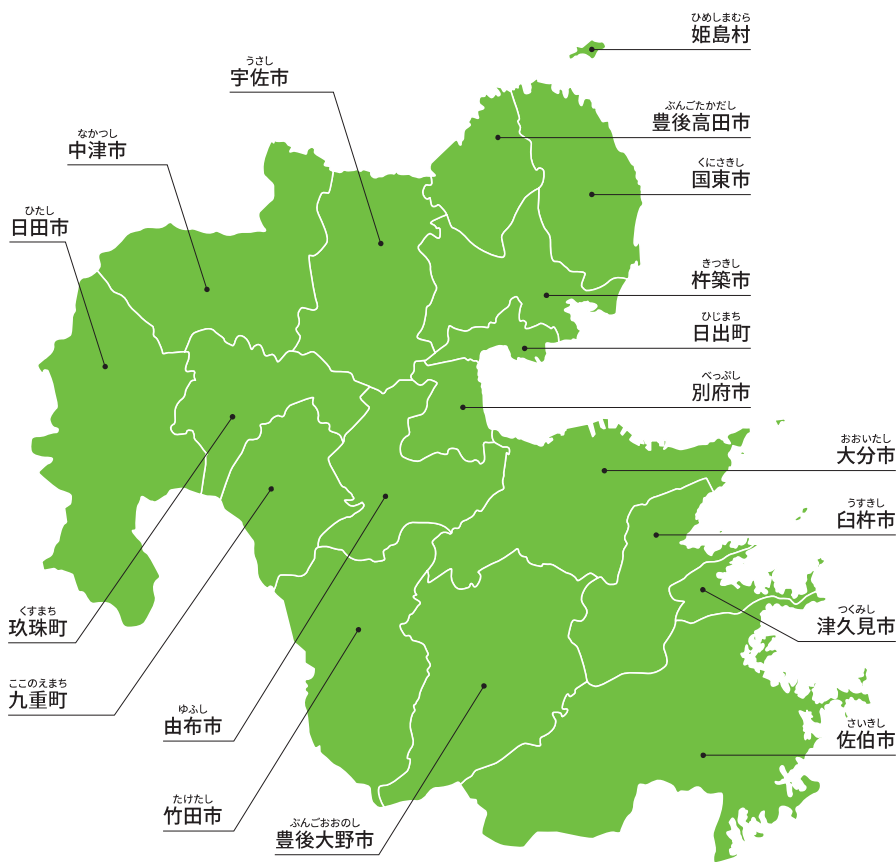 ひめしまむら
姫島村
うさし
宇佐市
ぶんごたかだし
豊後高田市
なかつし
中津市
くにさきし
国東市
ひたし
日田市
きつきし
杵築市
ひじまち
日出町
べっぷし
別府市
おおいたし
大分市
うすきし
臼杵市
くすまち
玖珠町
つくみし
津久見市
ここのえまち
九重町
ゆふし
由布市
さいきし
佐伯市
たけたし
竹田市
ぶんごおおのし
豊後大野市